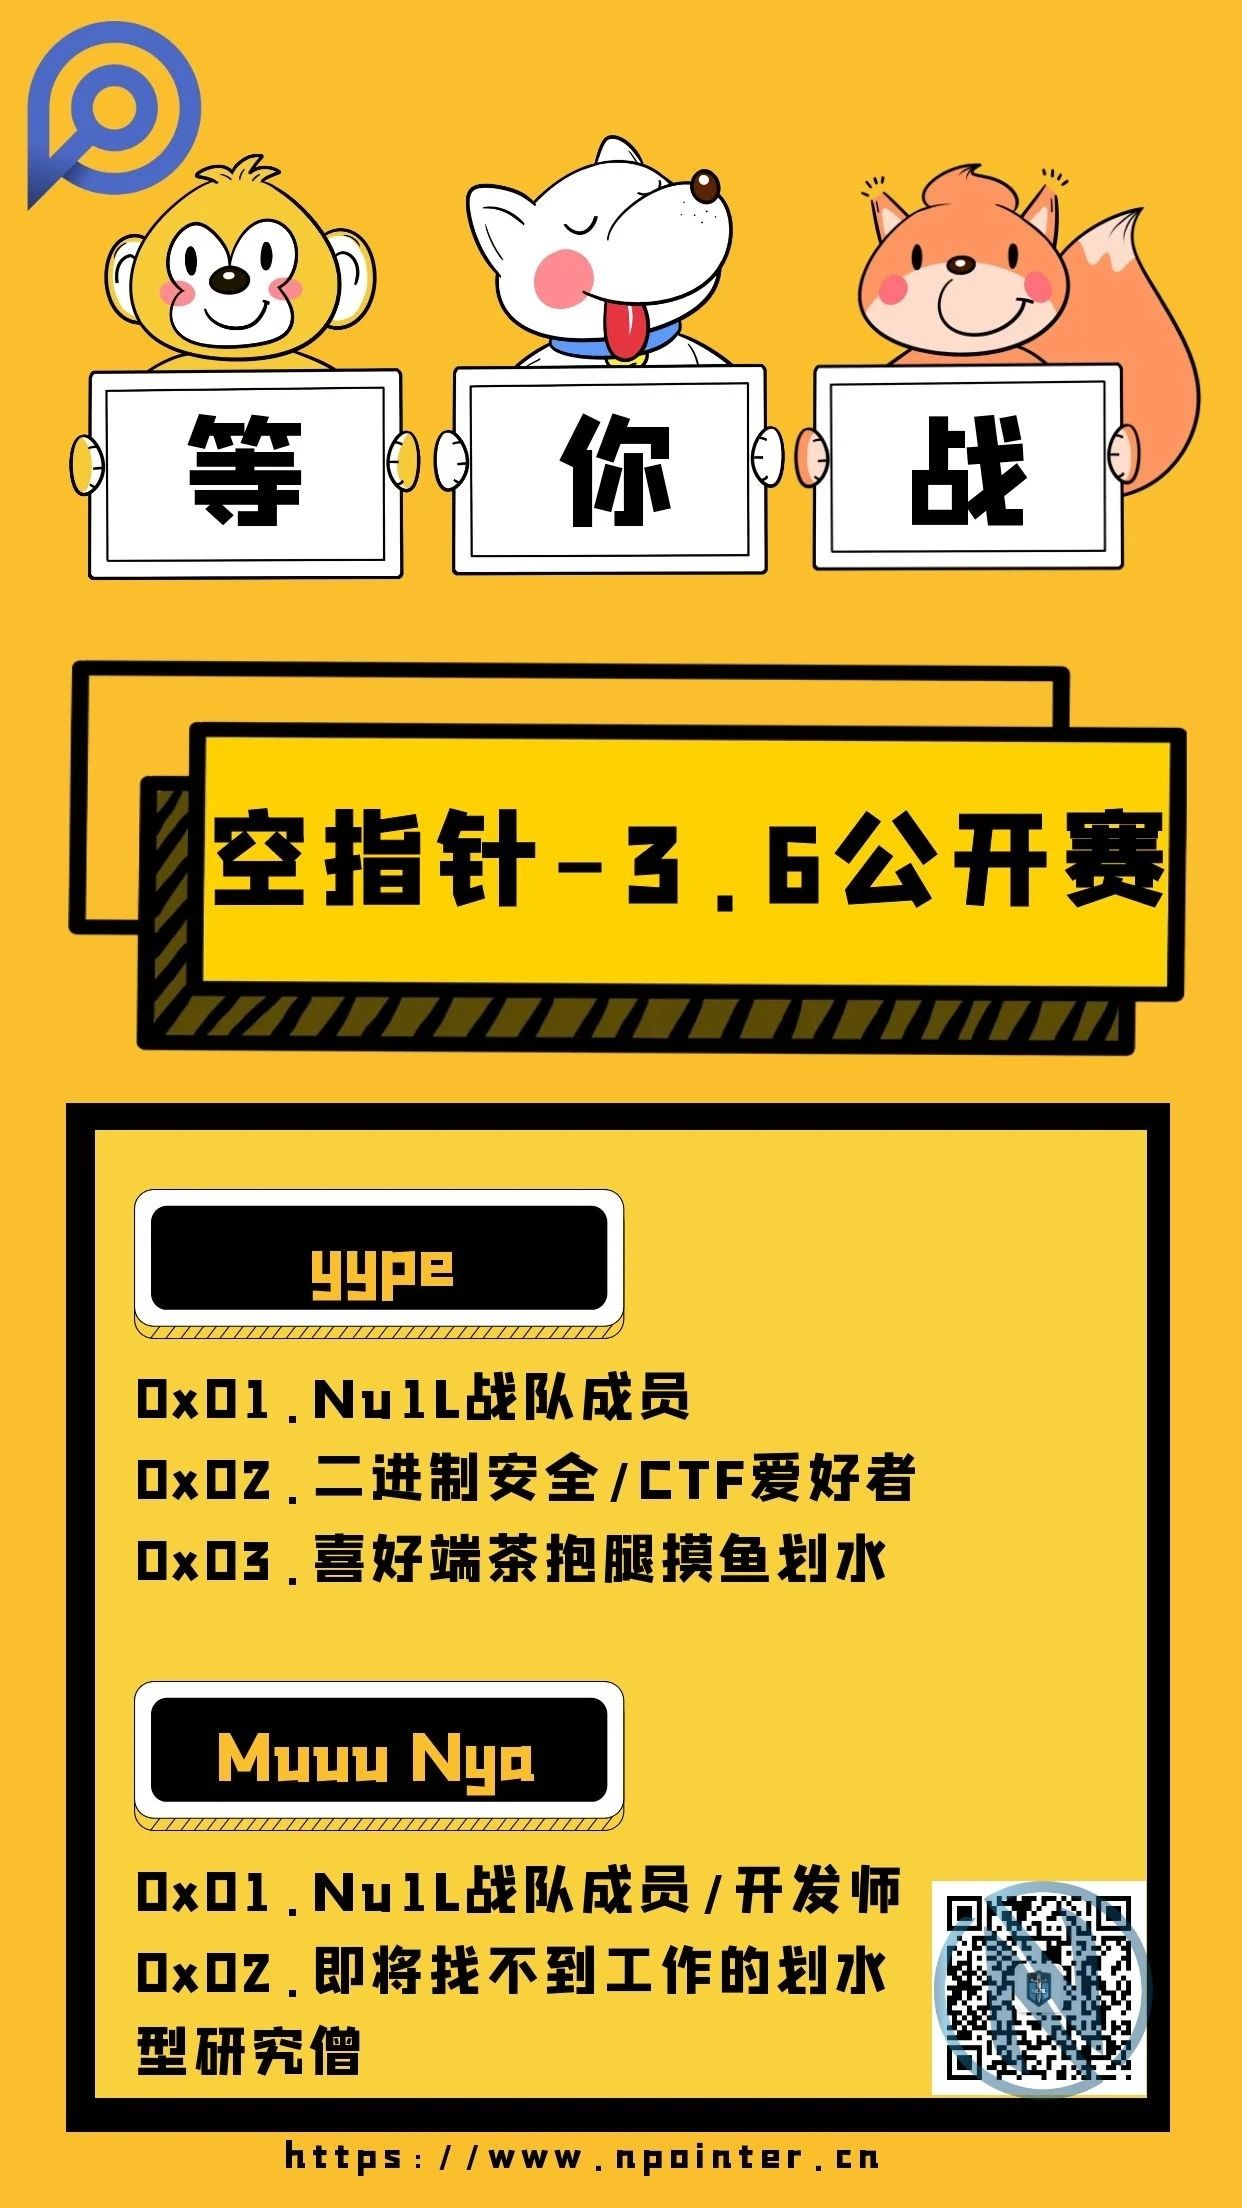 等 你 战
空指针-3.6公开赛
yype
0x01.Nu1L战队成员
0x02.二进制安全/CTF爱好者
0x03.喜好端茶抱腿摸鱼划水
Muuu Nya
0x01.Nu1L战队成员/开发师
0x02.即将找不到工作的划水
型研究僧
https://www.npointer.cn